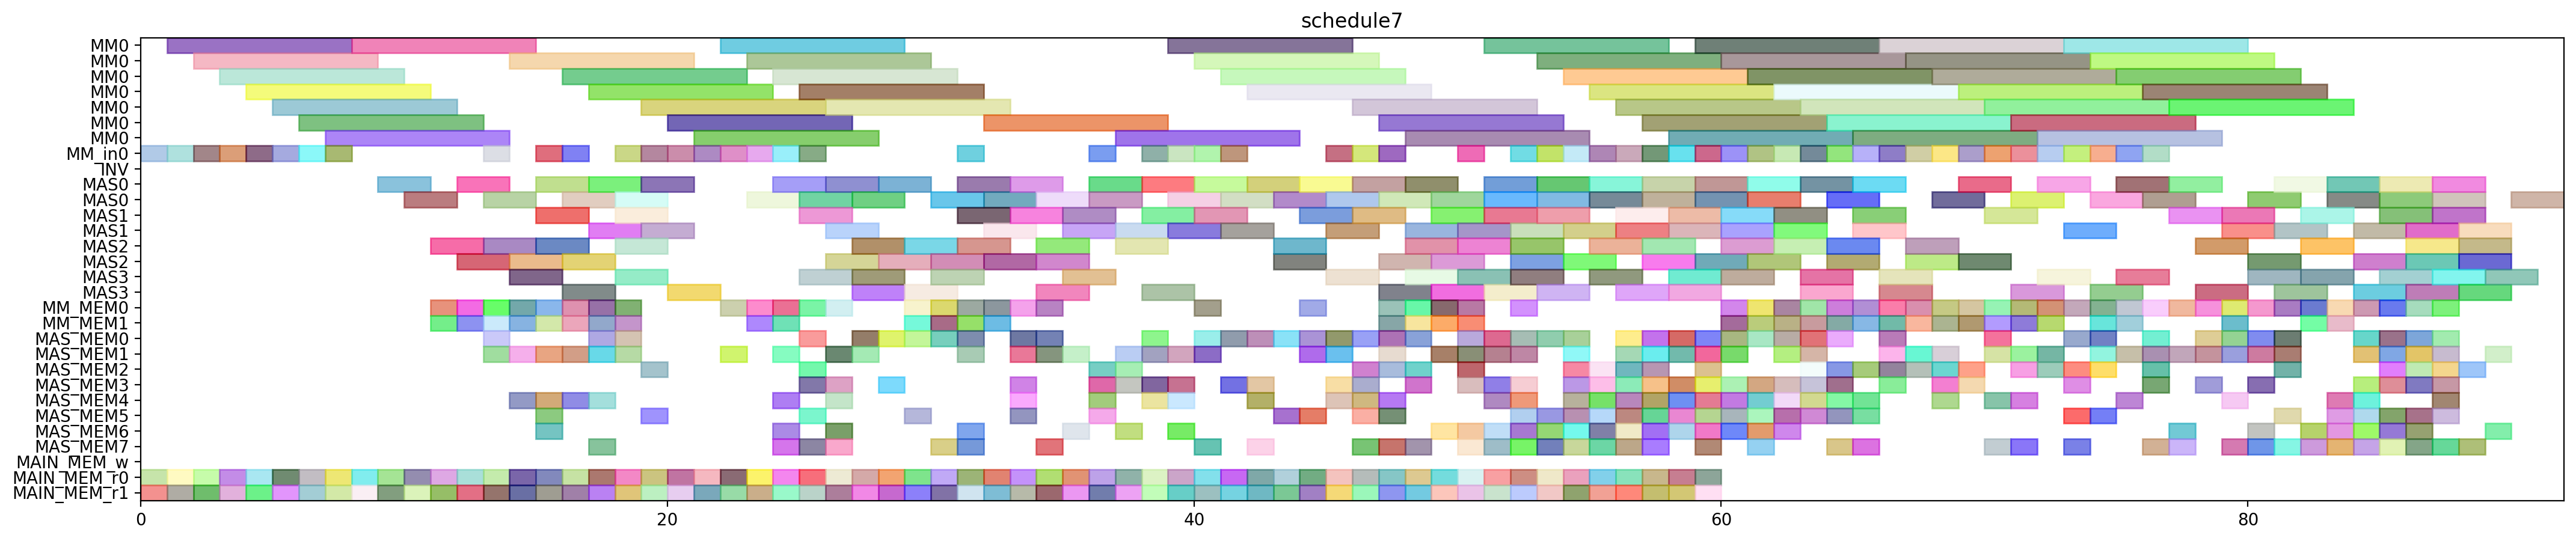 schedule7
MM0
MM0
MM0
MM0
MM0
MM0
MM0
MM_in0
INV
MAS0
MAS0
MAS1
MAS1
MAS2
MAS2
MAS3
MAS3
MM_MEM0
MM_MEM1
MAS_MEM0
MAS_MEM1
MAS_MEM2
MAS_MEM3
MAS_MEM4
MAS_MEM5
MAS_MEM6
MAS_MEM7
MAIN_MEM_w
MAIN_MEM_r0
MAIN_MEM_r1
0 20 40 60 80